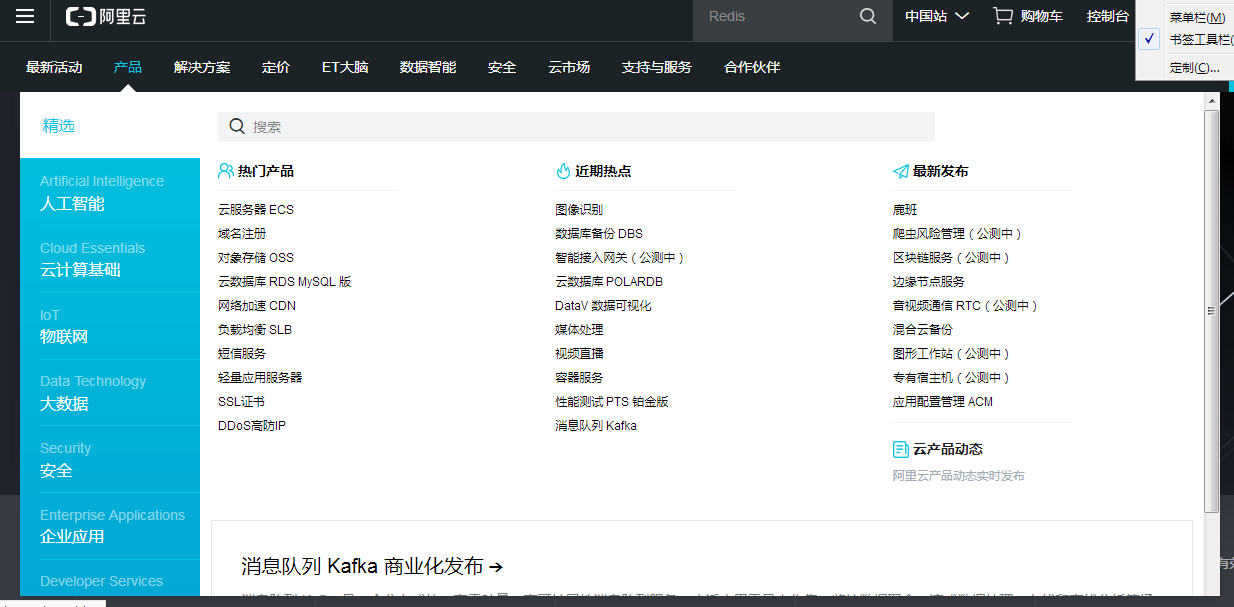 阿里云
Redis
中国站
购物车
控制台
菜单栏(M)
书签工具栏(
定制(C)...
最新活动
产品
解决方案
定价
ET大脑
数据智能
安全
云市场
支持与服务
合作伙伴
精选
搜索
Artificial Intelligence
人工智能
Cloud Essentials
云计算基础
IoT
物联网
Data Technology
大数据
Security
安全
Enterprise Applications
企业应用
Developer Services
热门产品
云服务器 ECS
域名注册
对象存储 OSS
云数据库 RDS MySQL 版
网络加速 CDN
负载均衡 SLB
短信服务
轻量应用服务器
SSL证书
DDoS高防IP
近期热点
图像识别
数据库备份 DBS
智能接入网关（公测中）
云数据库 POLARDB
DataV 数据可视化
媒体处理
视频直播
容器服务
性能测试 PTS 铂金版
消息队列 Kafka
最新发布
鹿班
爬虫风险管理（公测中）
区块链服务（公测中）
边缘节点服务
音视频通信 RTC（公测中）
混合云备份
图形工作站（公测中）
专有宿主机（公测中）
应用配置管理 ACM
云产品动态
阿里云产品动态实时发布
消息队列 Kafka 商业化发布 →